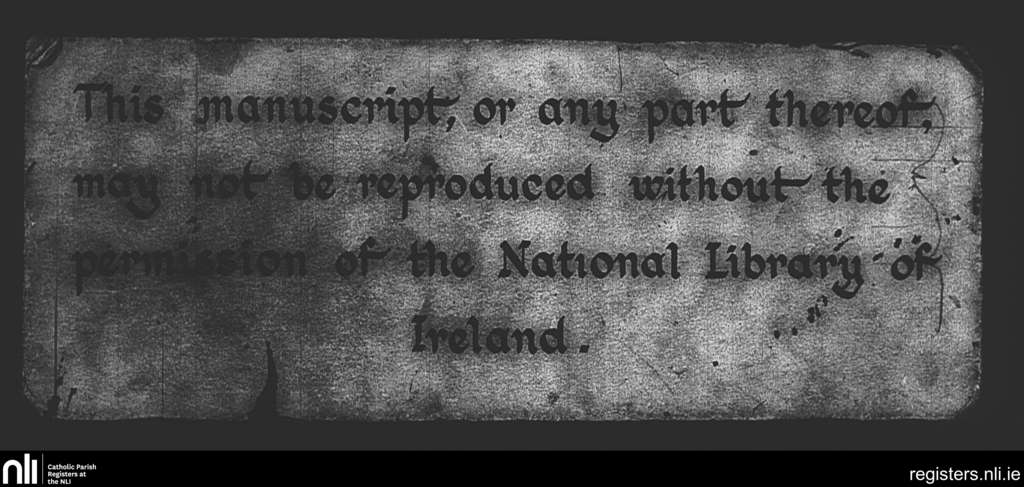 This manuscript, or any part thereof,
may not be reproduced without the
permission of the National Library of
Ireland.
nli
Catholic Parish
Registers at
the NLI
registers.nli.ie